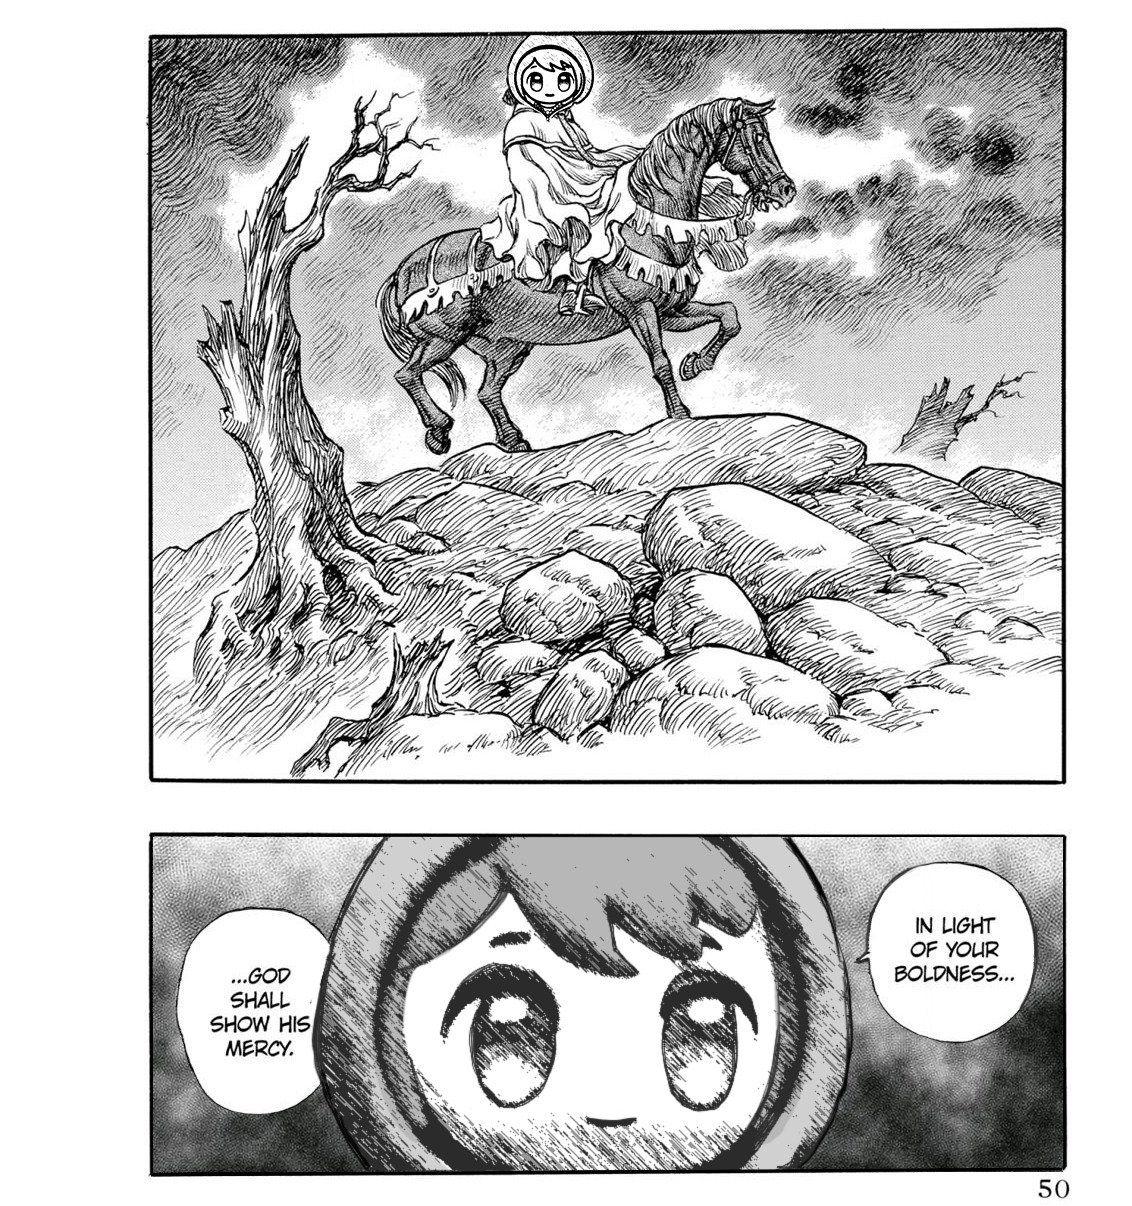 IN LIGHT
OF YOUR
BOLDNESS...
...GOD
SHALL
SHOW HIS
MERCY.
50